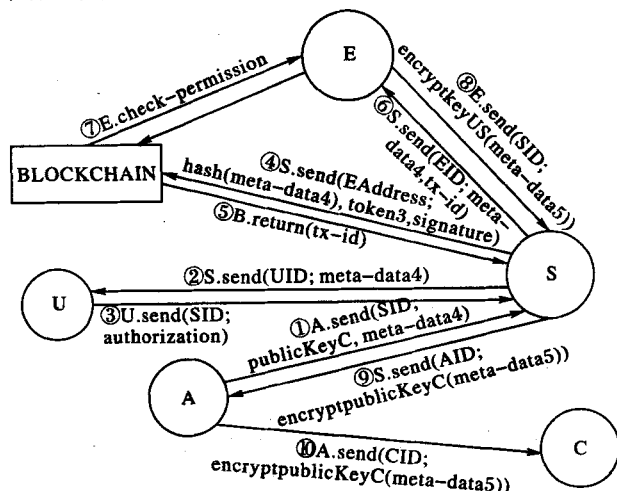 E
⑦E.check-permission
⑧E.send(SID;
encryptkeyUS(meta-data5))
⑥S.send(EID; meta-
data4,tx-id)
BLOCKCHAIN
④S.send(EAddress;
hash(meta-data4), token3,signature)
⑤B.return(tx-id)
S
②S.send(UID; meta-data4)
U
③U.send(SID;
authorization)
①A.send(SID;
publicKeyC, meta-data4)
⑨S.send(AID;
encryptpublicKeyC(meta-data5))
A
⑩A.send(CID;
encryptpublicKeyC(meta-data5))
C